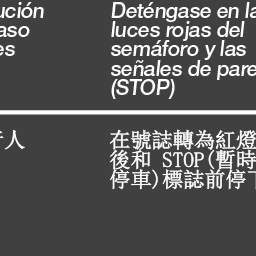 ución
aso
es
Deténgase en la
luces rojas del
semáforo y las
señales de pare
(STOP)
行人
在號誌轉為紅燈
後和 STOP(暫時
停車)標誌前停下